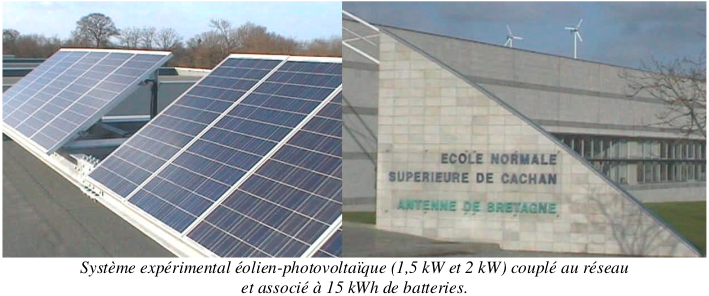 ECOLE NORMALE
SUPERIEURE DE CACHAN
ANTENNE DE BRETAGNE
Système expérimental éolien-photovoltaïque (1,5 kW et 2 kW) couplé au réseau
et associé à 15 kWh de batteries.